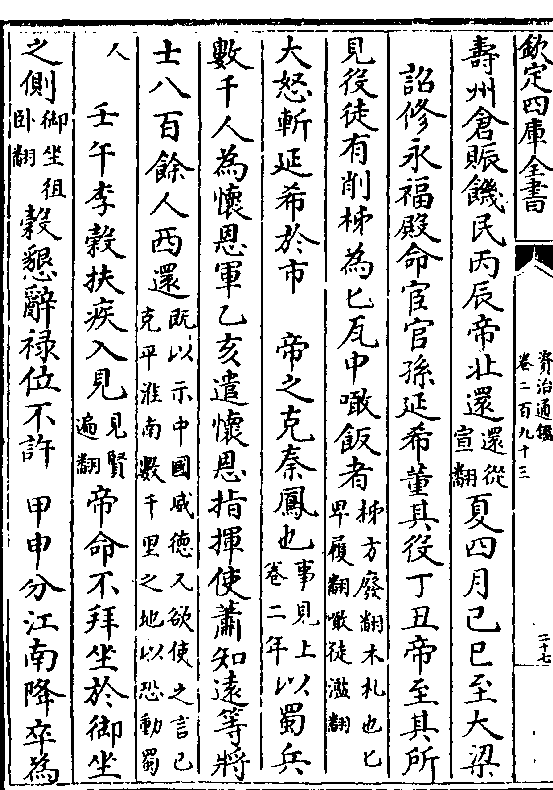 欽定四庫全書
資治通鑑
卷二百九十三
二十七
壽州倉賑饑民丙辰帝北還還從宣翻夏四月己巳至大梁
詔修永福殿命宦官孫延希董其役丁丑帝至其所
見役徒有削柹為匕瓦中噉飯者柹方廢翻木札也匕卑履翻噉徒濫翻
大怒斬延希於市　帝之克秦鳳也事見上卷二年以蜀兵
數千人為懷恩軍乙亥遣懷恩指揮使蕭知遠等將
士八百餘人西還既以示中國威德又欲使之言已克平淮南數千里之地以恐動蜀
人　壬午李穀扶疾入見見賢遍翻帝命不拜坐於御坐
之側御坐徂卧翻穀懇辭祿位不許　甲申分江南降卒為